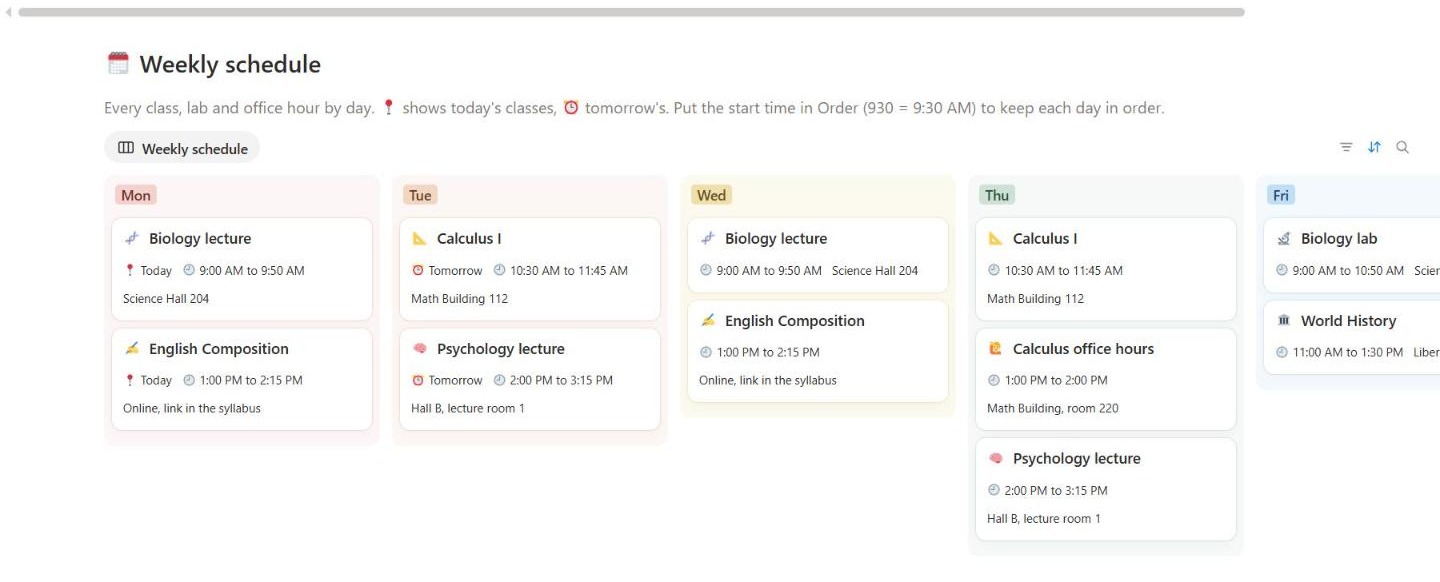 Weekly schedule
Every class, lab and office hour by day. 📍 shows today's classes, ⏰ tomorrow's. Put the start time in Order (930 = 9:30 AM) to keep each day in order.
Weekly schedule
Mon
Biology lecture
Today 9:00 AM to 9:50 AM
Science Hall 204
English Composition
Today 1:00 PM to 2:15 PM
Online, link in the syllabus
Tue
Calculus I
Tomorrow 10:30 AM to 11:45 AM
Math Building 112
Psychology lecture
Tomorrow 2:00 PM to 3:15 PM
Hall B, lecture room 1
Wed
Biology lecture
9:00 AM to 9:50 AM Science Hall 204
English Composition
1:00 PM to 2:15 PM
Online, link in the syllabus
Thu
Calculus I
10:30 AM to 11:45 AM
Math Building 112
Calculus office hours
1:00 PM to 2:00 PM
Math Building, room 220
Psychology lecture
2:00 PM to 3:15 PM
Hall B, lecture room 1
Fri
Biology lab
9:00 AM to 10:50 AM Scien
World History
11:00 AM to 1:30 PM Liber